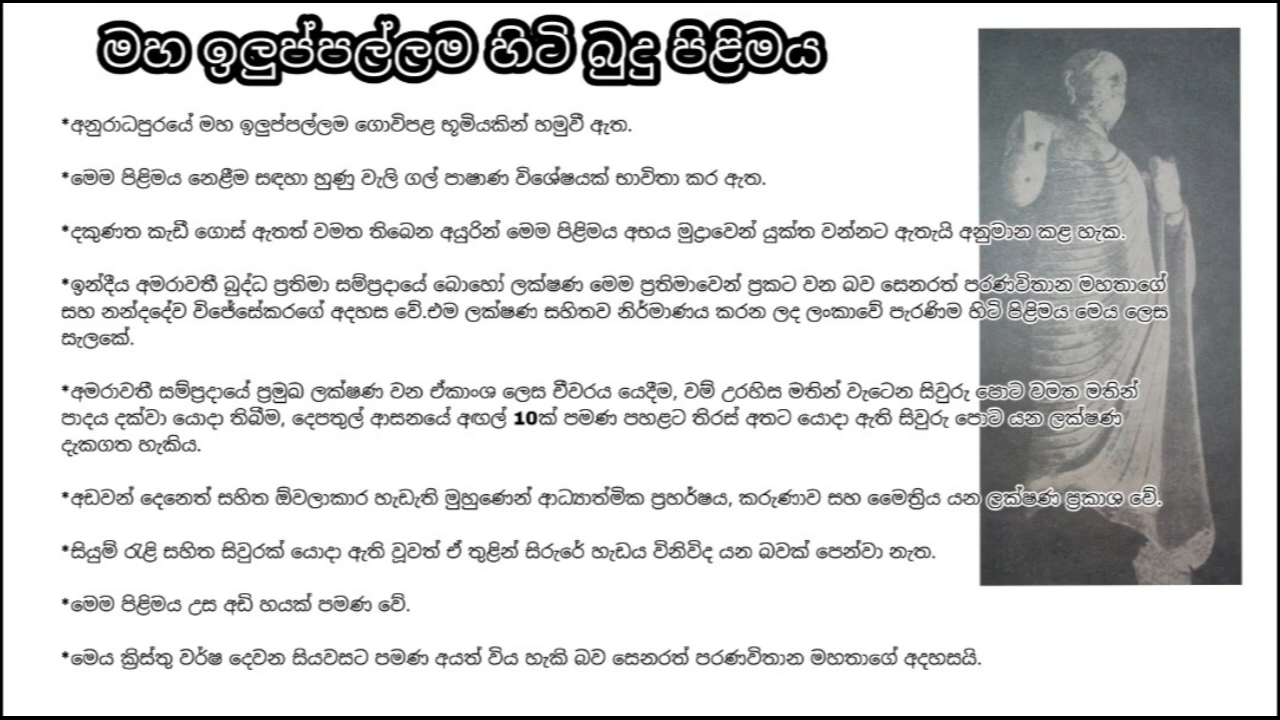 මහ ඉලුප්පල්ලම හිටි බුදු පිළිමය
*අනුරාධපුරයේ මහ ඉලුප්පල්ලම ගොවිපළ භූමියකින් හමුවී ඇත.
*මෙම පිළිමය නෙළීම සඳහා හුණු වැලි ගල් පාෂාණ විශේෂයක් භාවිතා කර ඇත.
*දකුණත කැඩී ගොස් ඇතත් වමත තිබෙන අයුරින් මෙම පිළිමය අභය මුද්‍රාවෙන් යුක්ත වන්නට ඇතැයි අනුමාන කළ හැක.
*ඉන්දීය අමරාවතී බුද්ධ ප්‍රතිමා සම්ප්‍රදායේ බොහෝ ලක්ෂණ මෙම ප්‍රතිමාවෙන් ප්‍රකට වන බව සෙනරත් පරණවිතාන මහතාගේ
සහ නන්දදේව විජේසේකරගේ අදහස වේ.එම ලක්ෂණ සහිතව නිර්මාණය කරන ලද ලංකාවේ පැරණිම හිටි පිළිමය මෙය ලෙස
සැලකේ.
*අමරාවතී සම්ප්‍රදායේ ප්‍රමුඛ ලක්ෂණ වන ඒකාංශ ලෙස චීවරය යෙදීම, වම් උරහිස මතින් වැටෙන සිවුරු පොට වමත මතින්
පාදය දක්වා යොදා තිබීම, දෙපතුල් ආසනයේ අඟල් 10ක් පමණ පහළට තිරස් අතට යොදා ඇති සිවුරු පොට යන ලක්ෂණ
දැකගත හැකිය.
*අඩවන් දෙනෙත් සහිත ඕවලාකාර හැඩැති මුහුණෙන් ආධ්‍යාත්මික ප්‍රහර්ෂය, කරුණාව සහ මෛත්‍රිය යන ලක්ෂණ ප්‍රකාශ වේ.
*සියුම් රැළි සහිත සිවුරක් යොදා ඇති වූවත් ඒ තුළින් සිරුරේ හැඩය විනිවිද යන බවක් පෙන්වා නැත.
*මෙම පිළිමය උස අඩි හයක් පමණ වේ.
*මෙය ක්‍රිස්තු වර්ෂ දෙවන සියවසට පමණ අයත් විය හැකි බව සෙනරත් පරණවිතාන මහතාගේ අදහසයි.